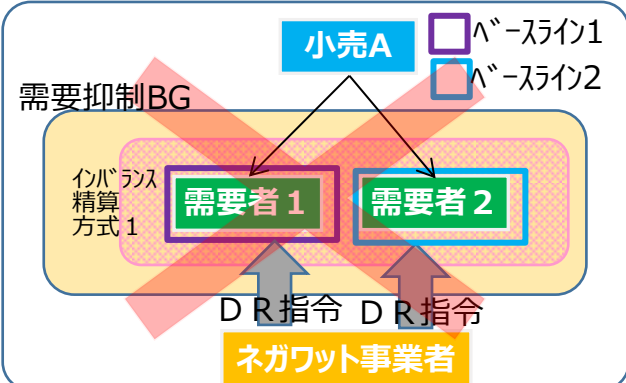 小売A
ﾍﾞｰｽﾗｲﾝ1
ﾍﾞｰｽﾗｲﾝ2
需要抑制BG
ｲﾝﾊﾞﾗﾝｽ
精算
方式１
需要者１
需要者２
ＤＲ指令
ＤＲ指令
ネガワット事業者